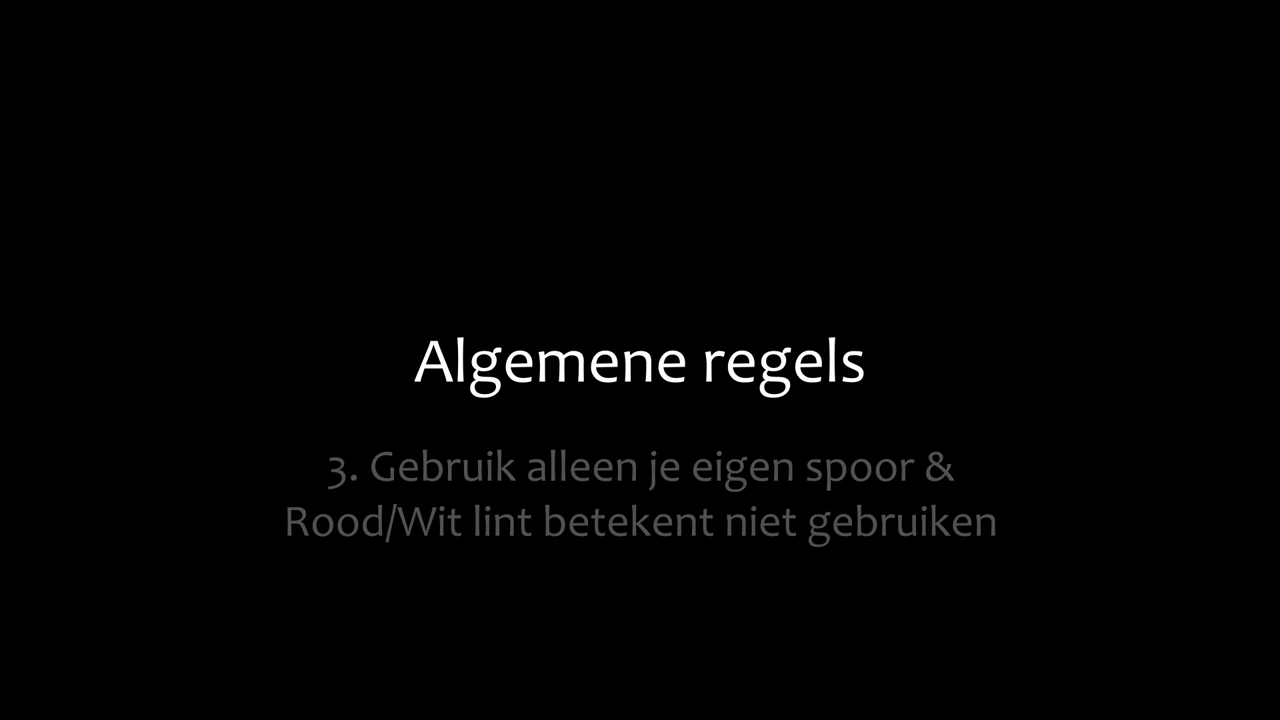 Algemene regels
3. Gebruik alleen je eigen spoor &
Rood/Wit lint betekent niet gebruiken